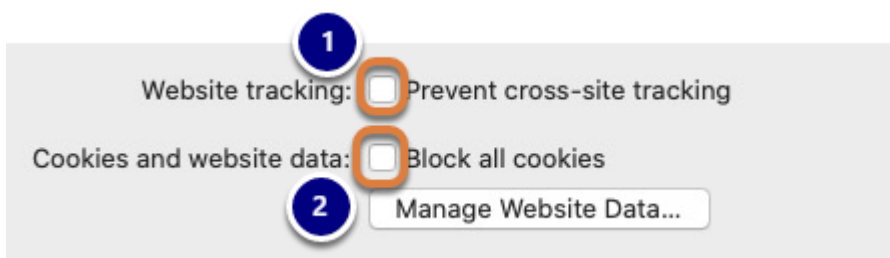 1
Website tracking: Prevent cross-site tracking
Cookies and website data: Block all cookies
2 Manage Website Data...